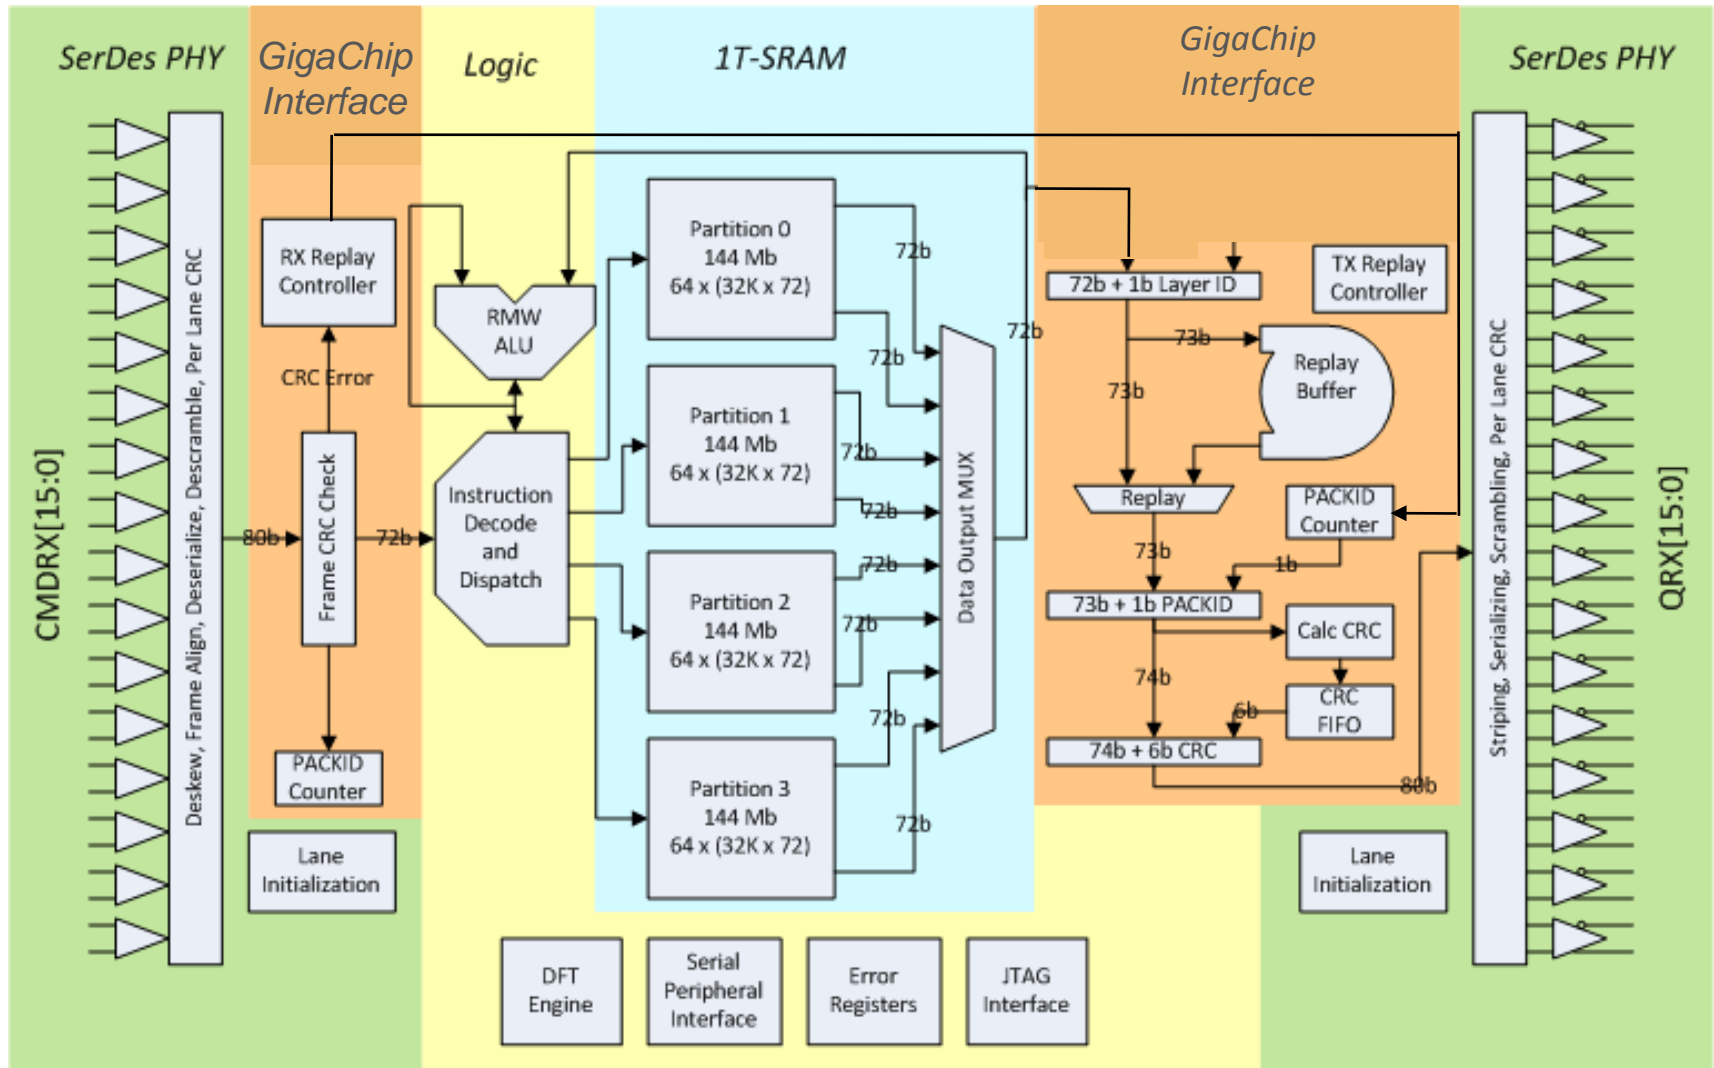 SerDes PHY
GigaChip
Interface
Logic
1T-SRAM
GigaChip
Interface
SerDes PHY
CMDRX[15:0]
Deskew, Frame Align, Deserialize, Descramble, Per Lane CRC
RX Replay
Controller
CRC Error
Frame CRC Check
80b
72b
PACKID
Counter
Lane
Initialization
RMW
ALU
Instruction
Decode
and
Dispatch
Partition 0
144 Mb
64 x (32K x 72)
Partition 1
144 Mb
64 x (32K x 72)
Partition 2
144 Mb
64 x (32K x 72)
Partition 3
144 Mb
64 x (32K x 72)
72b
72b
72b
72b
72b
72b
72b
72b
Data Output MUX
72b
72b + 1b Layer ID
TX Replay
Controller
73b
73b
Replay
Buffer
Replay
PACKID
Counter
73b
1b
73b + 1b PACKID
Calc CRC
74b
CRC
FIFO
6b
74b + 6b CRC
80b
Lane
Initialization
Striping, Serializing, Scrambling, Per Lane CRC
QRX[15:0]
DFT
Engine
Serial
Peripheral
Interface
Error
Registers
JTAG
Interface